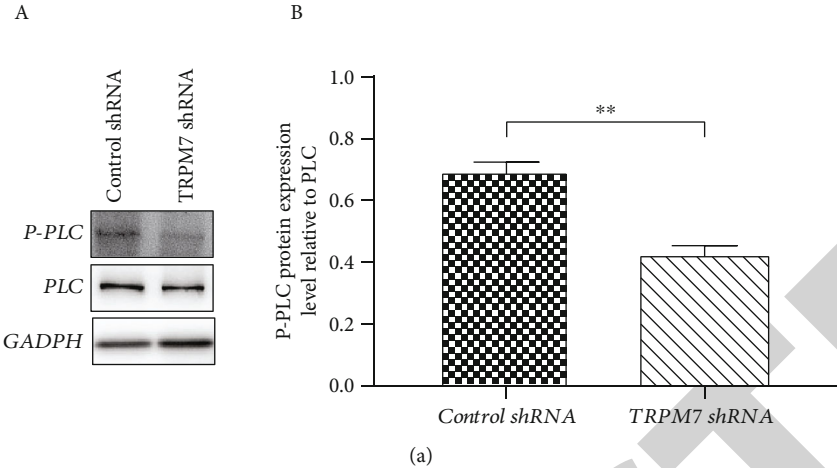 A
Control shRNA
TRPM7 shRNA
P-PLC
PLC
GADPH
B
P-PLC protein expression
level relative to PLC
1.0
0.8
0.6
0.4
0.2
0.0
**
Control shRNA
TRPM7 shRNA
(a)